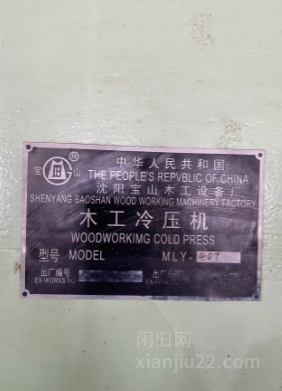 宝 山 ®
中华人民共和国
THE PEOPLE'S REPVBLIC OF CHINA
沈阳宝山木工设备厂
SHENYANG BAOSHAN WOOD WORKING MACHINERY FACTORY
木工冷压机
WOODWORKIMG COLD PRESS
型号 MODEL MLY-
出厂编号
EX-WORKS NO
闲旧网
xianjiu22.com